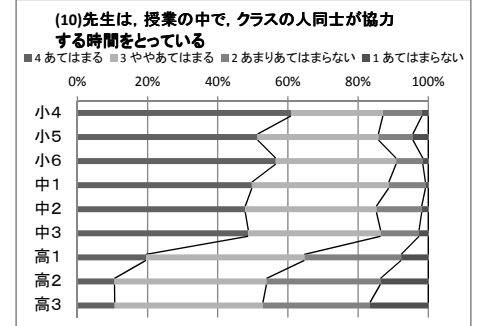 (10)先生は，授業の中で，クラスの人同士が協力
する時間をとっている
■4 あてはまる ■3 ややあてはまる ■2 あまりあてはまらない ■1 あてはまらない
0% 20% 40% 60% 80% 100%
小4
小5
小6
中1
中2
中3
高1
高2
高3